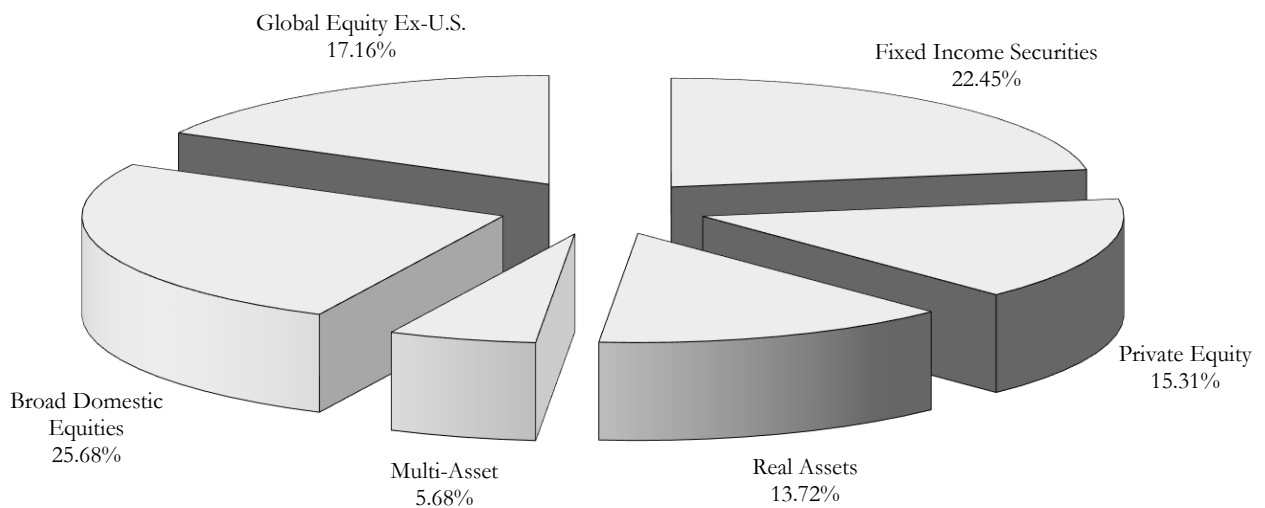 Global Equity Ex-U.S.
17.16%
Fixed Income Securities
22.45%
Private Equity
15.31%
Broad Domestic
Equities
25.68%
Multi-Asset
5.68%
Real Assets
13.72%